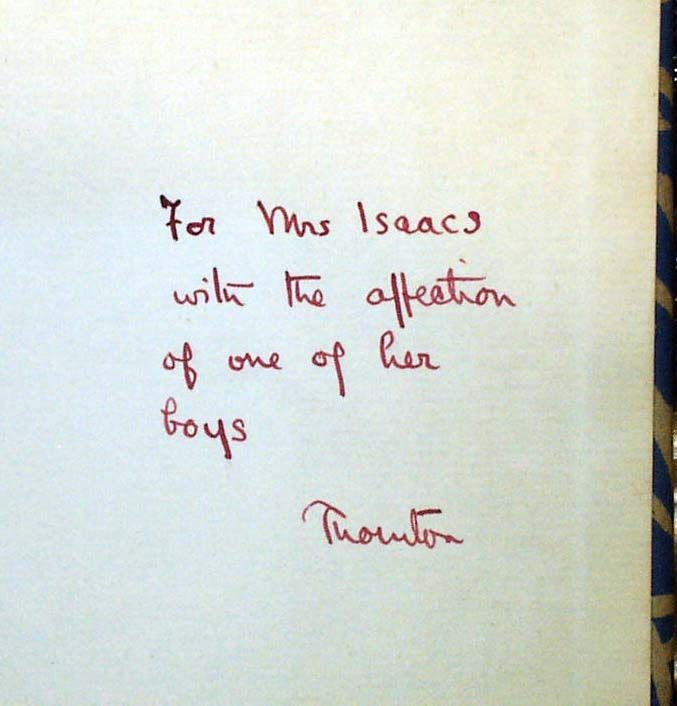 For Mrs Isaacs
with the affection
of one of her
boys
Thornton